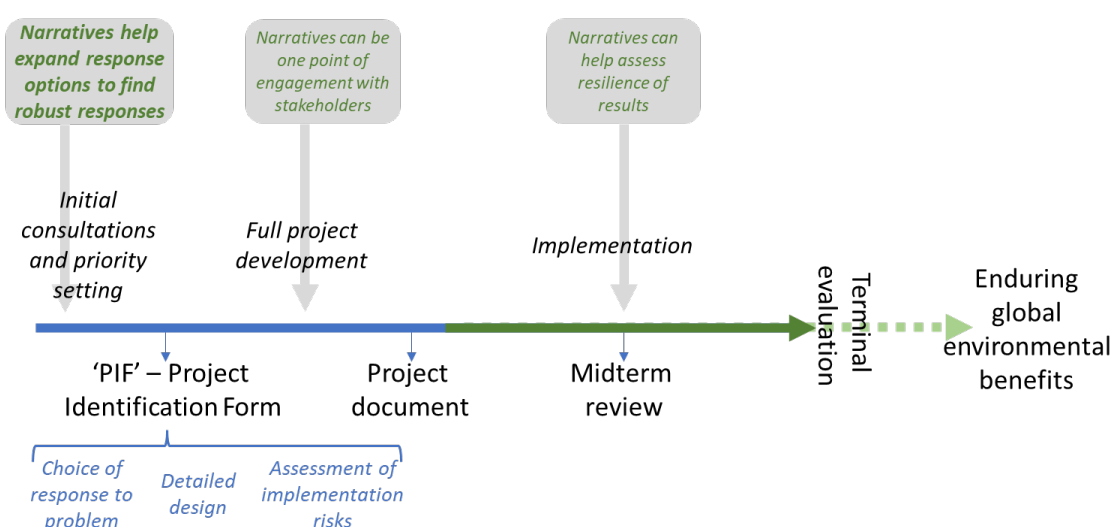 Narratives help
expand response
options to find
robust responses
Narratives can be
one point of
engagement with
stakeholders
Narratives can
help assess
resilience of
results
Initial
consultations
and priority
setting
Full project
development
Implementation
Terminal
evaluation
Enduring
global
environmental
benefits
‘PIF’ – Project
Identification Form
Project
document
Midterm
review
Choice of
response to
problem
Detailed
design
Assessment of
implementation
risks